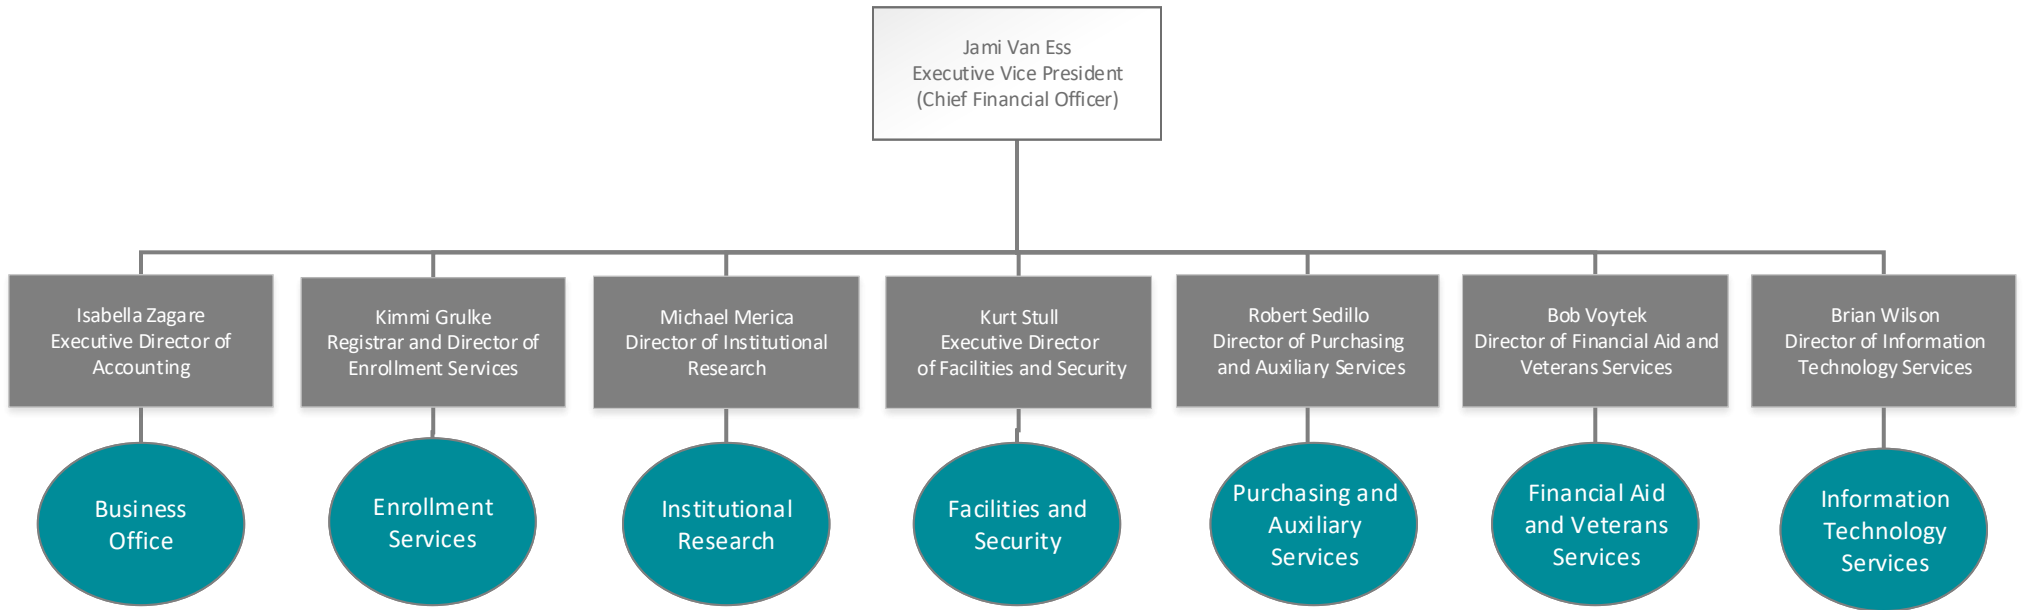 Jami Van Ess
Executive Vice President
(Chief Financial Officer)
Isabella Zagare
Executive Director of
Accounting
Kimmi Grulke
Registrar and Director of
Enrollment Services
Michael Merica
Director of Institutional
Research
Kurt Stull
Executive Director
of Facilities and Security
Robert Sedillo
Director of Purchasing
and Auxiliary Services
Bob Voytek
Director of Financial Aid and
Veterans Services
Brian Wilson
Director of Information
Technology Services
Business
Office
Enrollment
Services
Institutional
Research
Facilities and
Security
Purchasing and
Auxiliary
Services
Financial Aid
and Veterans
Services
Information
Technology
Services